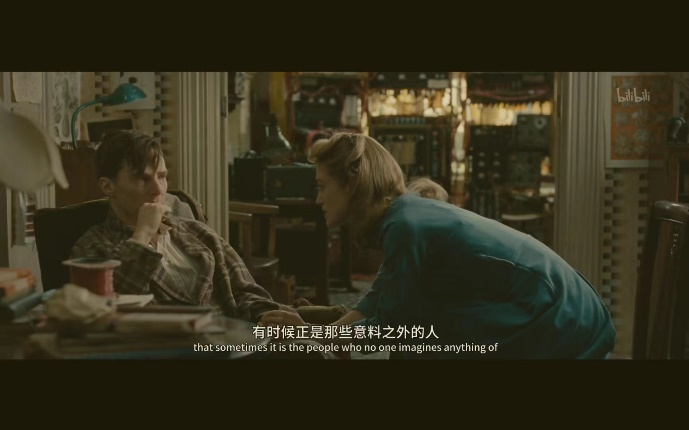 bilibili
有时候正是那些意料之外的人
that sometimes it is the people who no one imagines anything of